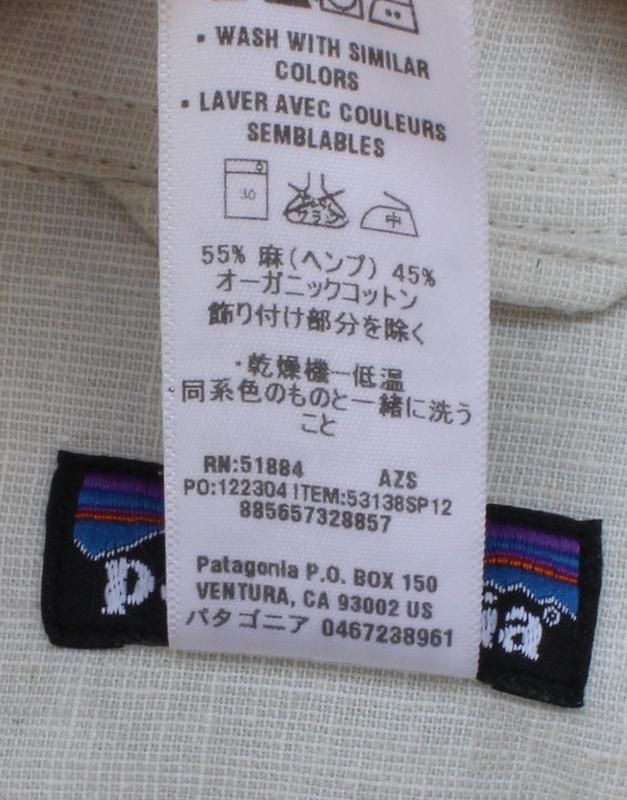 • WASH WITH SIMILAR
COLORS
• LAVER AVEC COULEURS
SEMBLABLES
30 中
55% 麻(ヘンプ) 45%
オーガニックコットン
飾り付け部分を除く
・乾燥機一低温
同系色のものと一緒に洗う
こと
RN:51884 AZS
PO:122304 ITEM:53138SP12
885657328857
Patagonia P.O. BOX 150
VENTURA, CA 93002 US
パタゴニア 0467238961